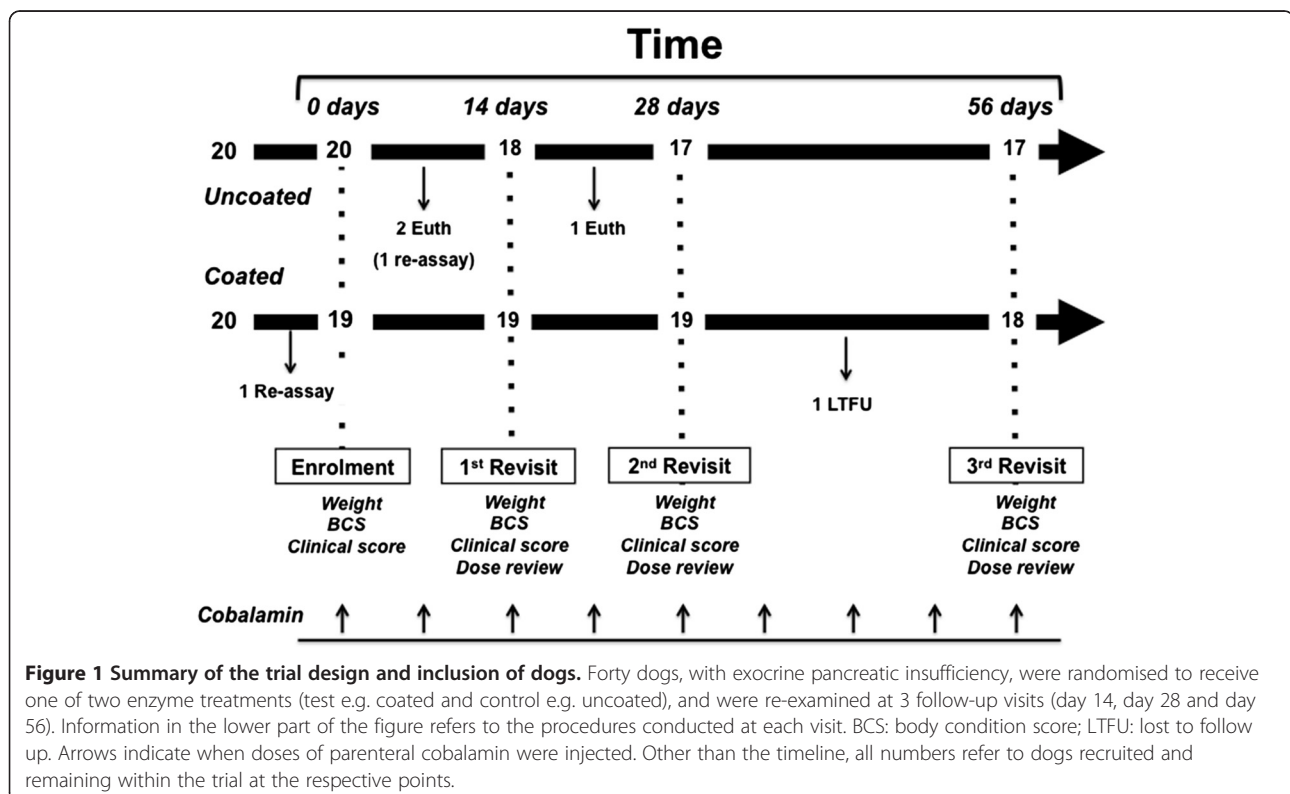 Time
0 days 14 days 28 days 56 days
20 20 18 17 17
Uncoated
2 Euth 1 Euth
(1 re-assay)
Coated
20 19 19 19 18
1 Re-assay
1 LTFU
Enrolment 1st Revisit 2nd Revisit 3rd Revisit
Weight Weight Weight Weight
BCS BCS BCS BCS
Clinical score Clinical score Clinical score Clinical score
Dose review Dose review Dose review
Cobalamin
Figure 1 Summary of the trial design and inclusion of dogs. Forty dogs, with exocrine pancreatic insufficiency, were randomised to receive
one of two enzyme treatments (test e.g. coated and control e.g. uncoated), and were re-examined at 3 follow-up visits (day 14, day 28 and day
56). Information in the lower part of the figure refers to the procedures conducted at each visit. BCS: body condition score; LTFU: lost to follow
up. Arrows indicate when doses of parenteral cobalamin were injected. Other than the timeline, all numbers refer to dogs recruited and
remaining within the trial at the respective points.